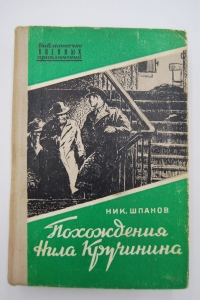 Библиотека
военных
приключений
НИК. ШПАНОВ
Похождения
Нила Кручинина